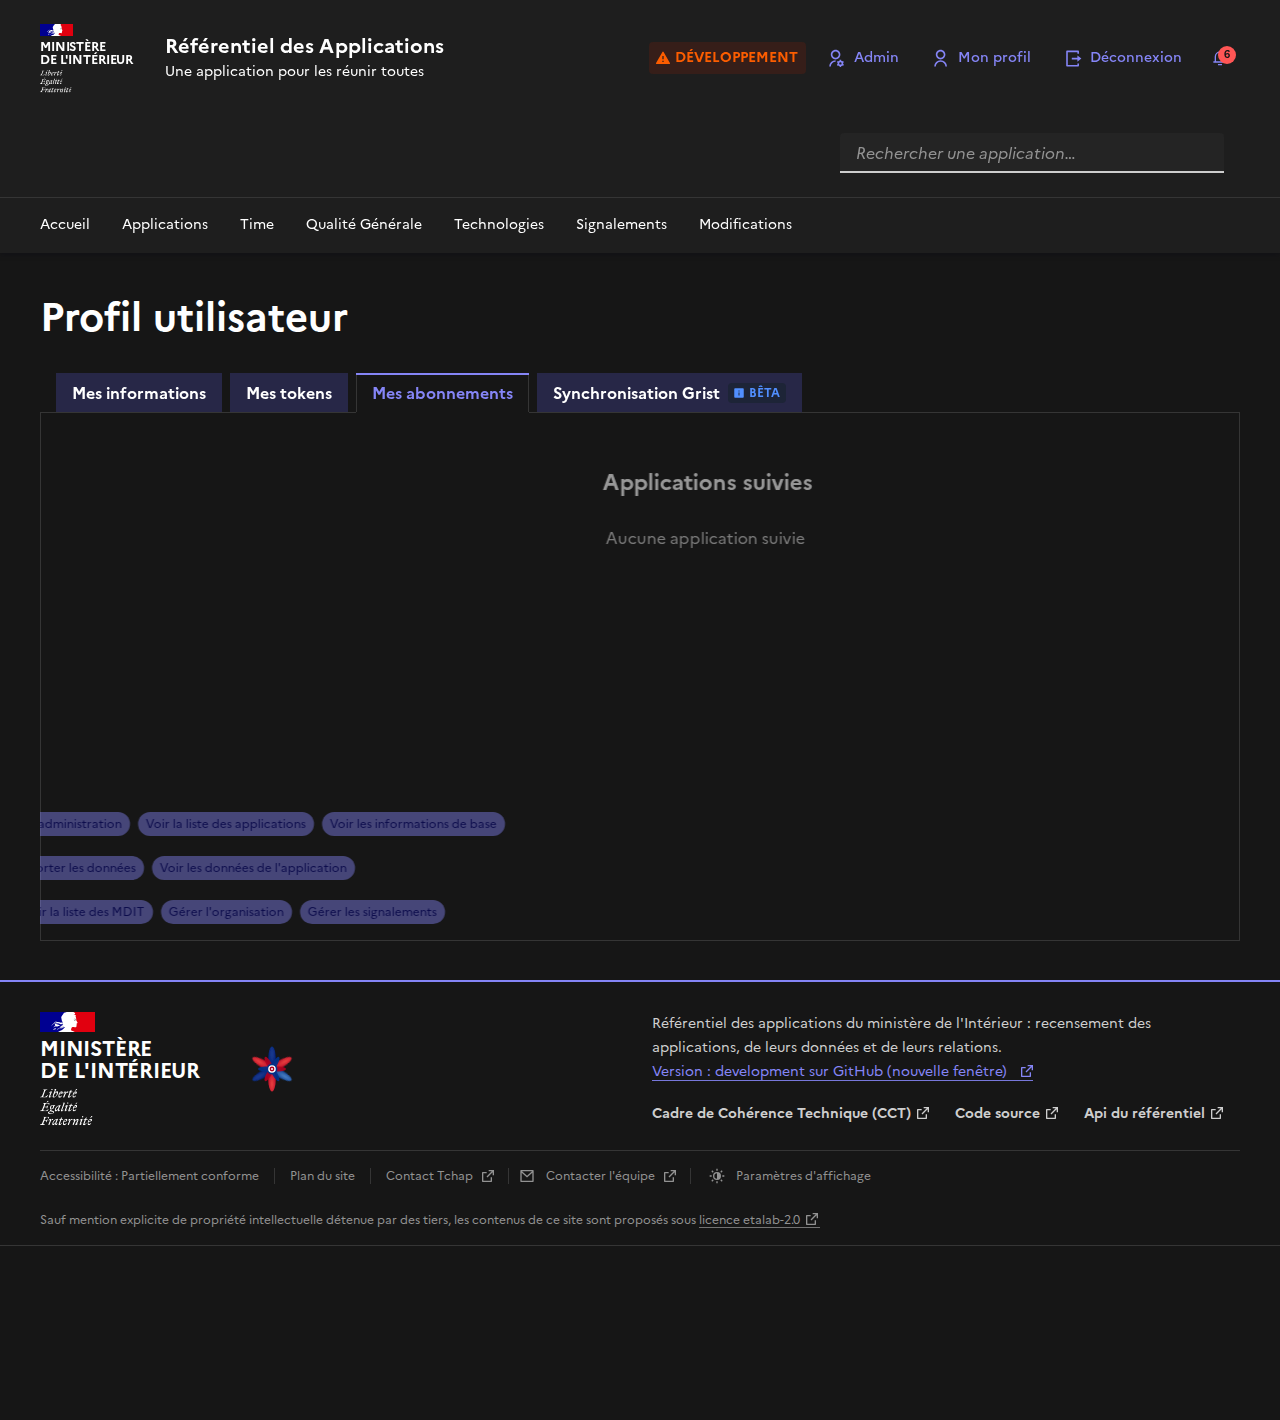 MINISTÈRE
DE L'INTÉRIEUR
Liberté
Égalité
Fraternité
Référentiel des Applications
Une application pour les réunir toutes
DÉVELOPPEMENT
Admin
Mon profil
Déconnexion
6
Rechercher une application...
Accueil
Applications
Time
Qualité Générale
Technologies
Signalements
Modifications
Profil utilisateur
Mes informations
Mes tokens
Mes abonnements
Synchronisation Grist
BÊTA
Applications suivies
Aucune application suivie
administration
Voir la liste des applications
Voir les informations de base
orter les données
Voir les données de l'application
ir la liste des MDIT
Gérer l'organisation
Gérer les signalements
MINISTÈRE
DE L'INTÉRIEUR
Liberté
Égalité
Fraternité
Référentiel des applications du ministère de l'Intérieur : recensement des
applications, de leurs données et de leurs relations.
Version : development sur GitHub (nouvelle fenêtre)
Cadre de Cohérence Technique (CCT)
Code source
Api du référentiel
Accessibilité : Partiellement conforme
Plan du site
Contact Tchap
Contacter l'équipe
Paramètres d'affichage
Sauf mention explicite de propriété intellectuelle détenue par des tiers, les contenus de ce site sont proposés sous licence etalab-2.0